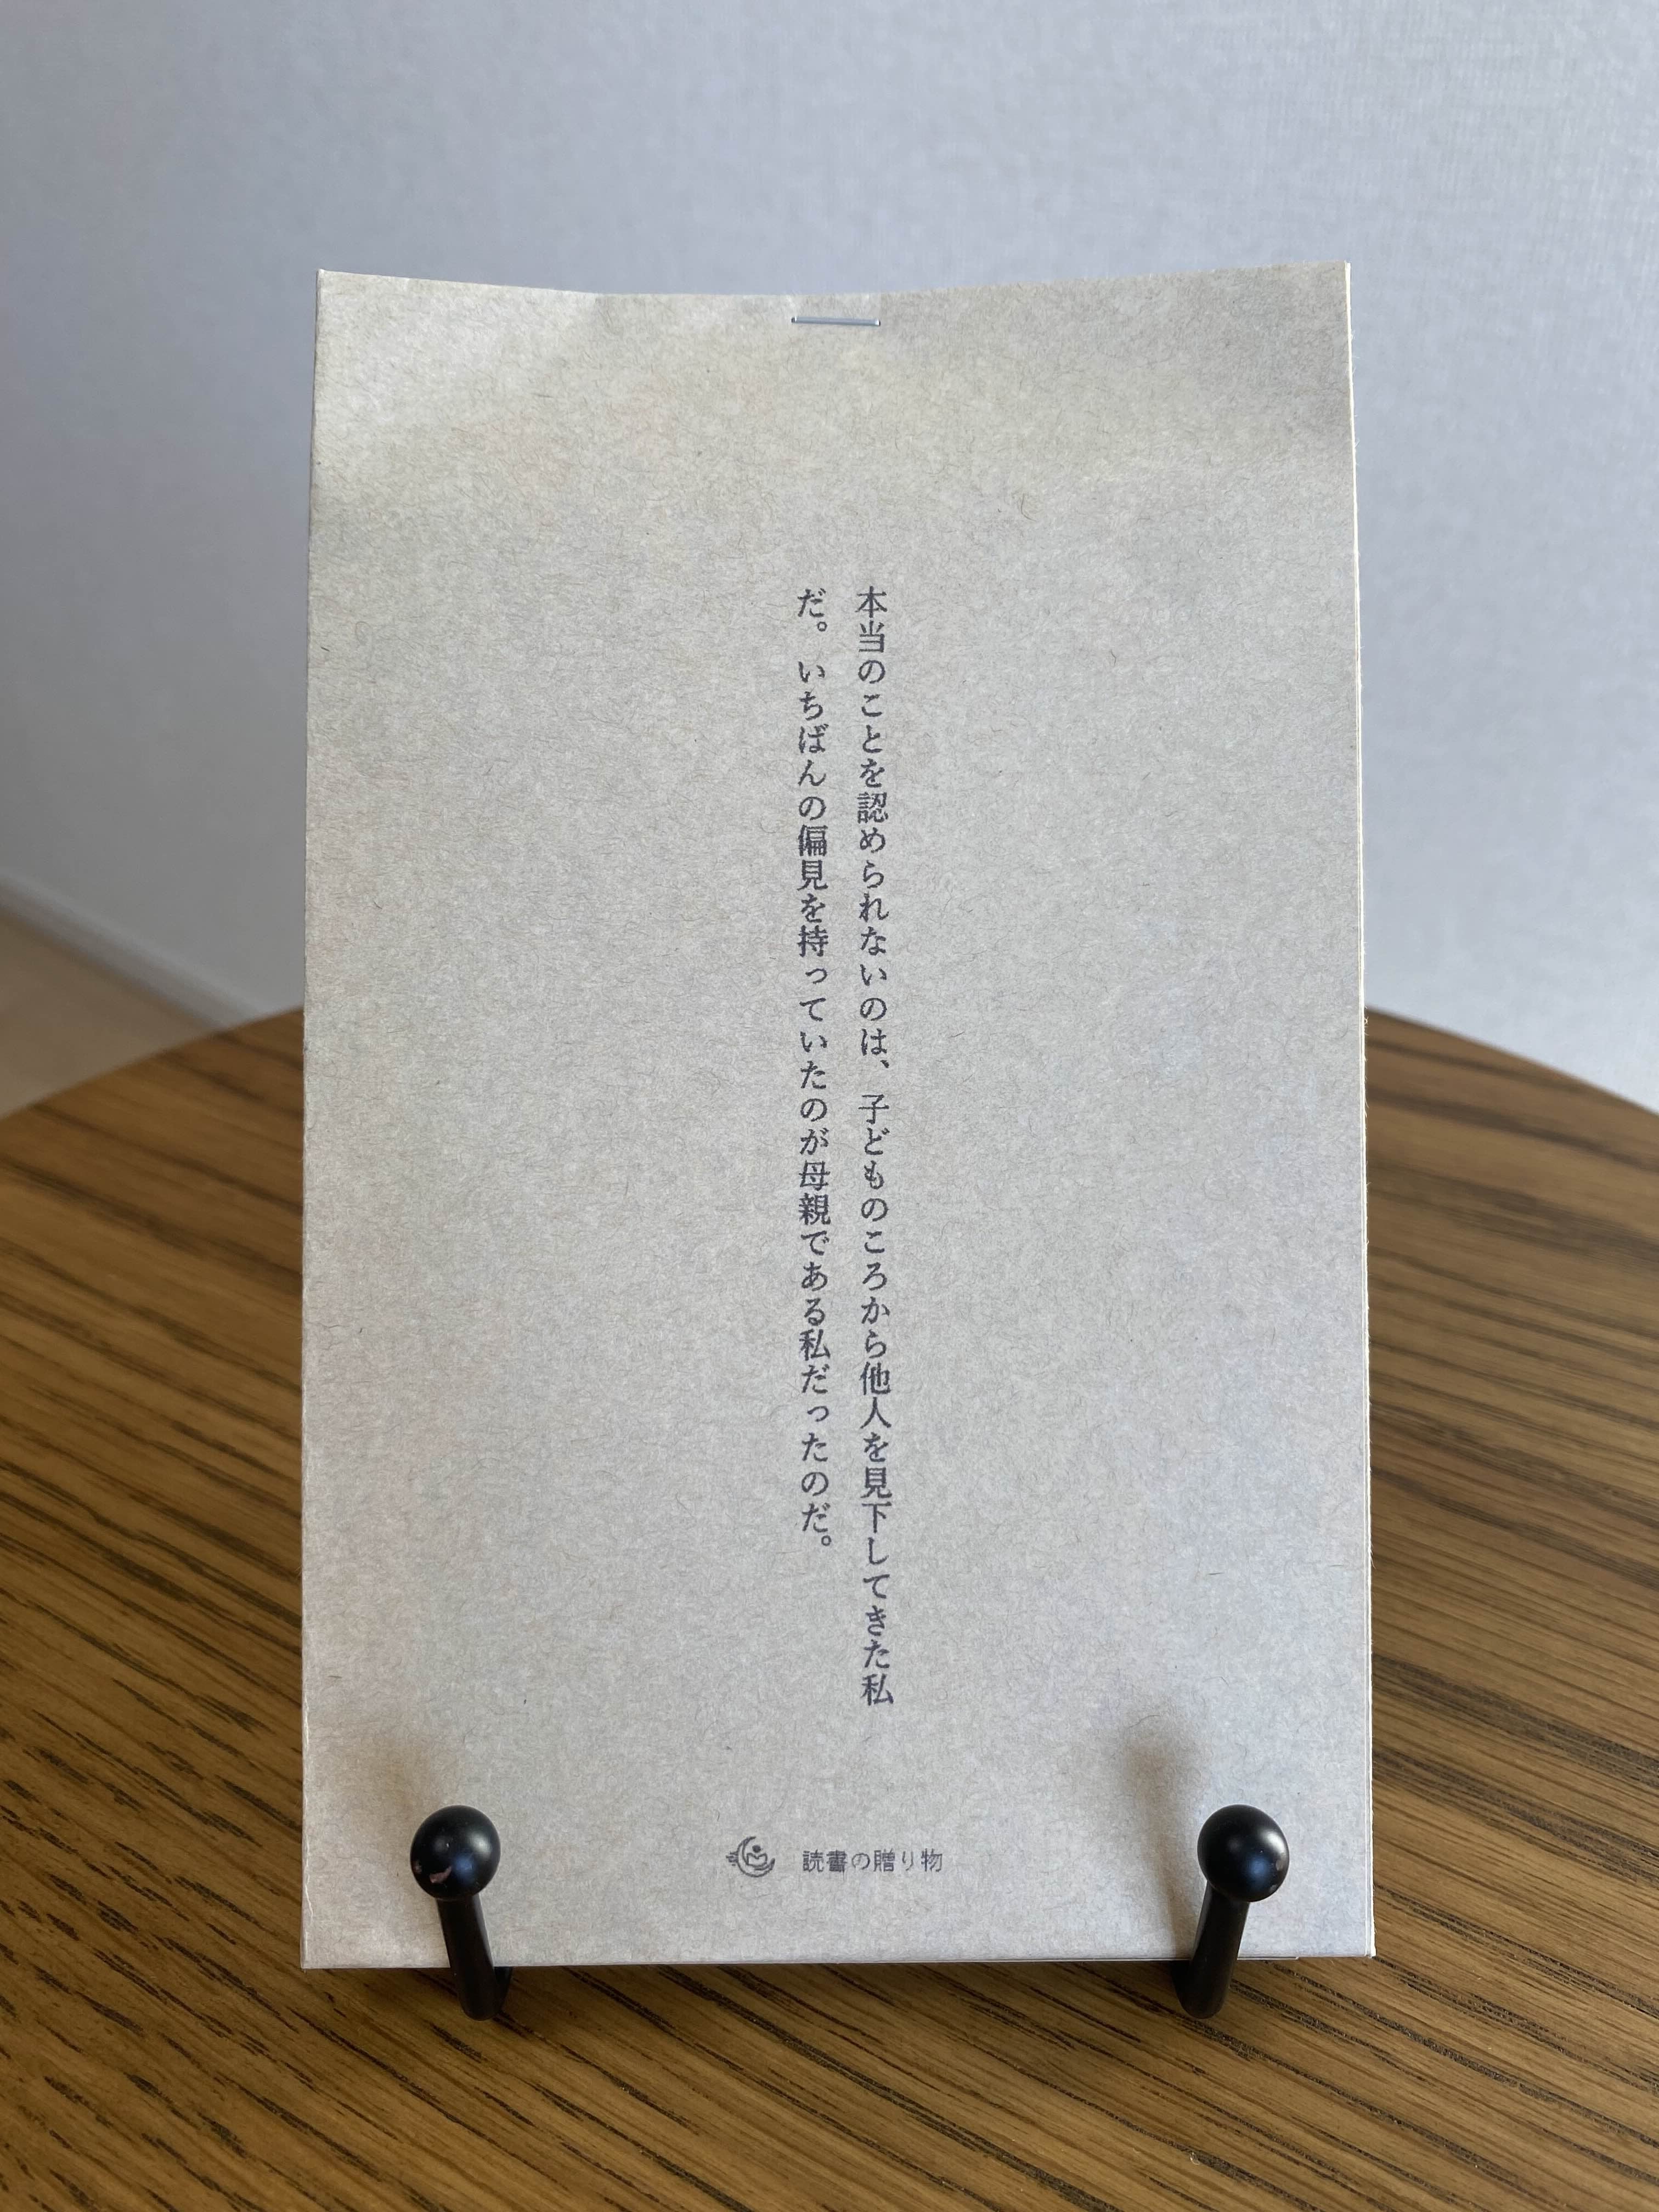 本当のことを認められないのは、子どものころから他人を見下してきた私
だ。いちばんの偏見を持っていたのが母親である私だったのだ。
読書の贈り物